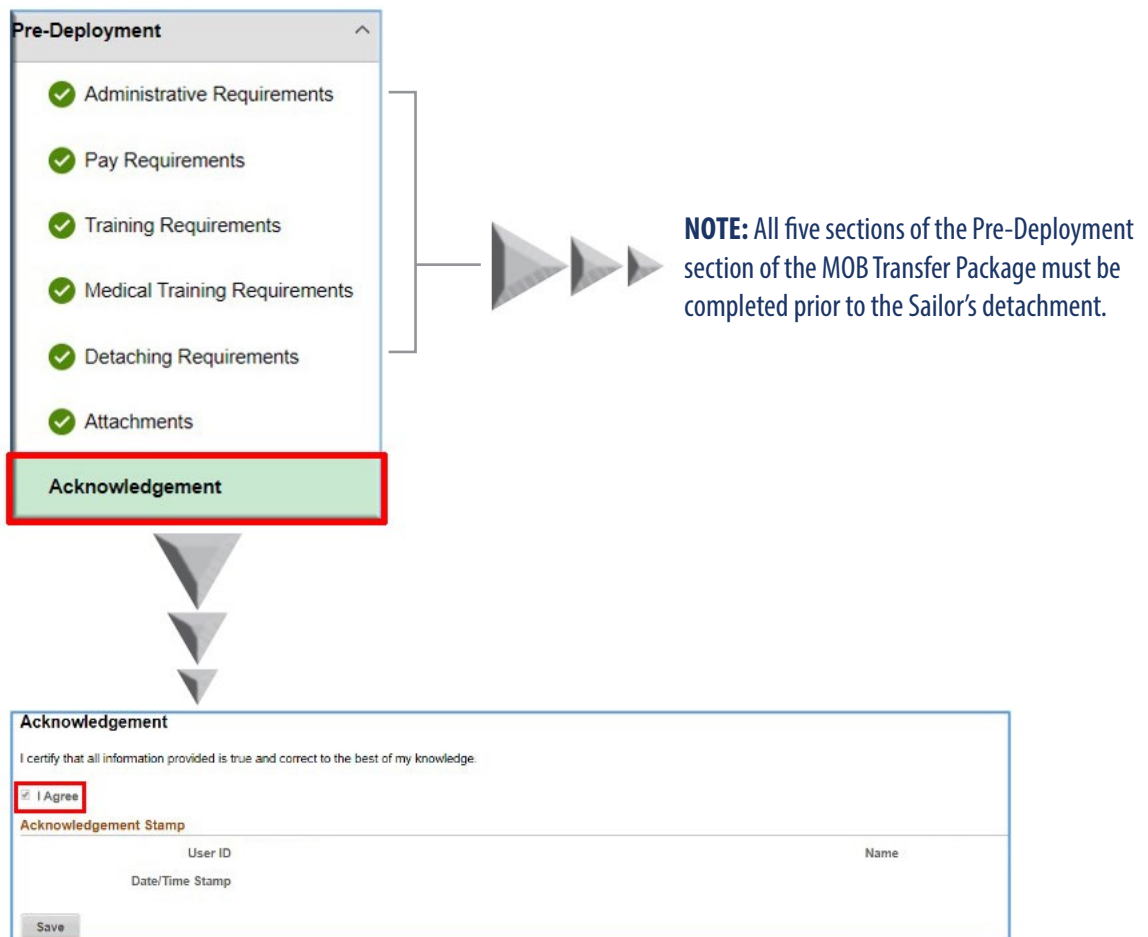 Pre-Deployment
Administrative Requirements
Pay Requirements
Training Requirements
Medical Training Requirements
Detaching Requirements
Attachments
Acknowledgement
NOTE: All five sections of the Pre-Deployment
section of the MOB Transfer Package must be
completed prior to the Sailor’s detachment.
Acknowledgement
I certify that all information provided is true and correct to the best of my knowledge.
I Agree
Acknowledgement Stamp
User ID Name
Date/Time Stamp
Save